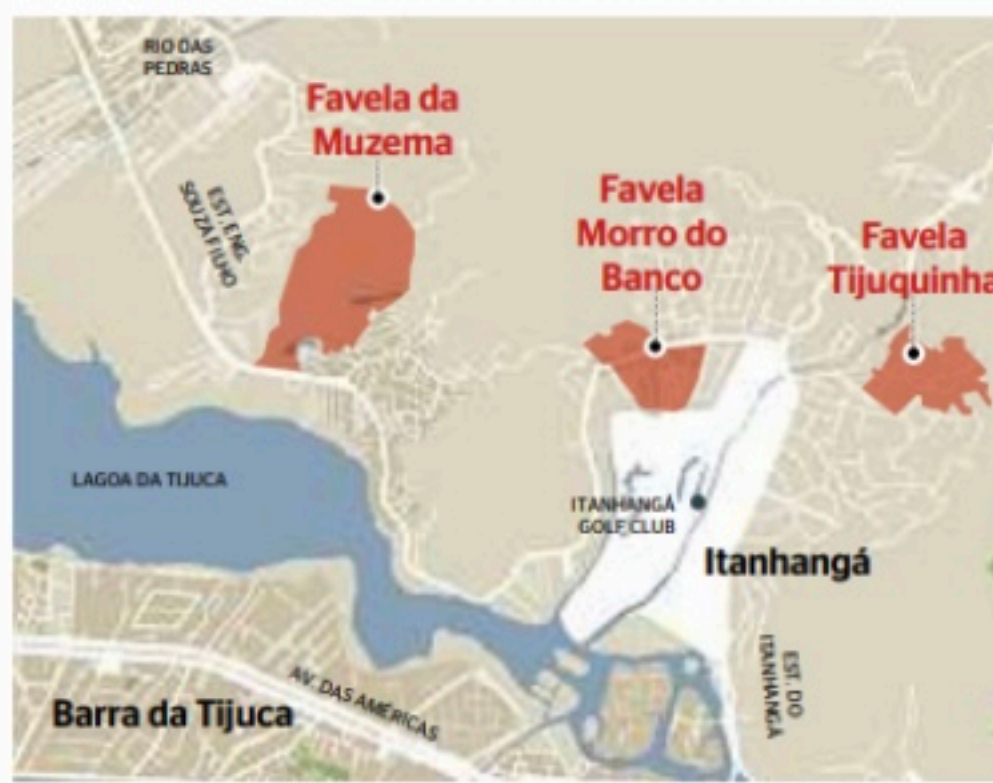 RIO DAS
PEDRAS
Favela da
Muzema
EST. ENG.
SOUZA FILHO
Favela
Morro do
Banco
Favela
Tijuquinha
LAGOA DA TIJUCA
ITANHANGÁ
GOLF CLUB
Itanhangá
EST. DO
ITANHANGÁ
AV. DAS AMÉRICAS
Barra da Tijuca